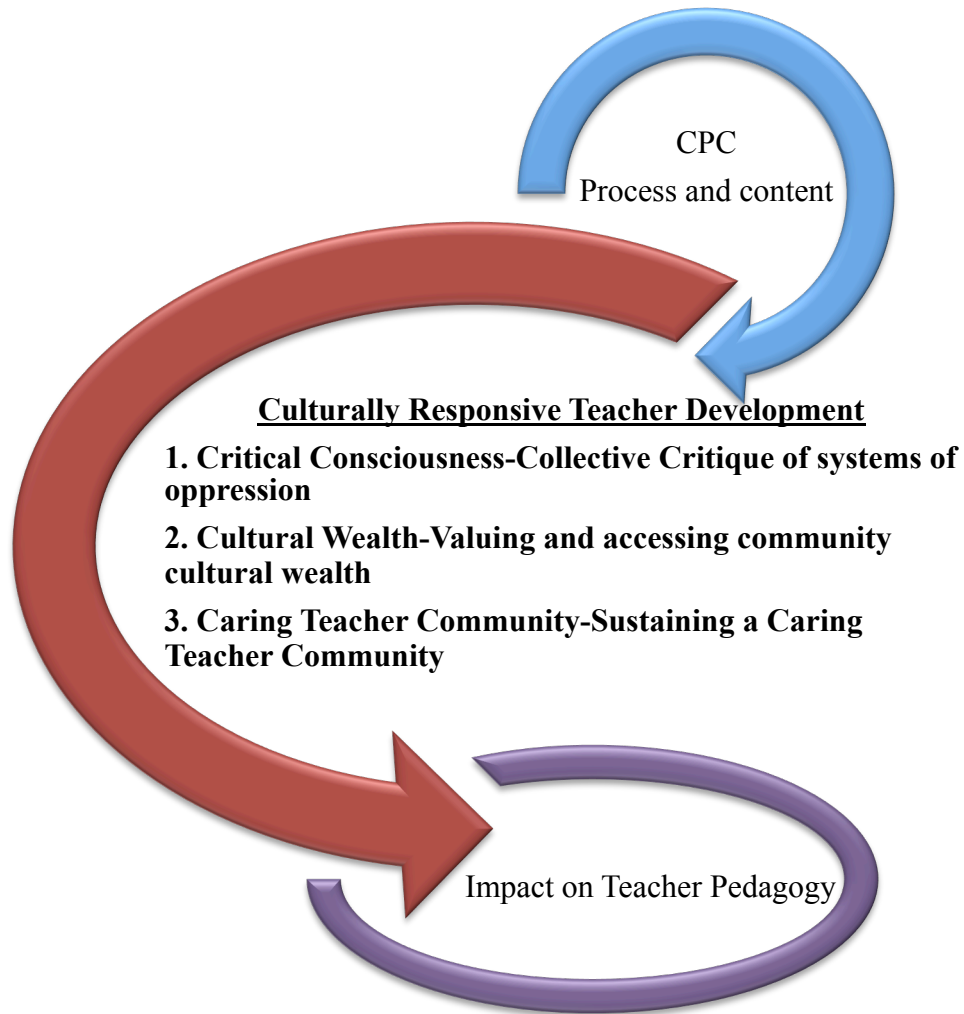 CPC
Process and content
Culturally Responsive Teacher Development
1. Critical Consciousness-Collective Critique of systems of
oppression
2. Cultural Wealth-Valuing and accessing community
cultural wealth
3. Caring Teacher Community-Sustaining a Caring
Teacher Community
Impact on Teacher Pedagogy